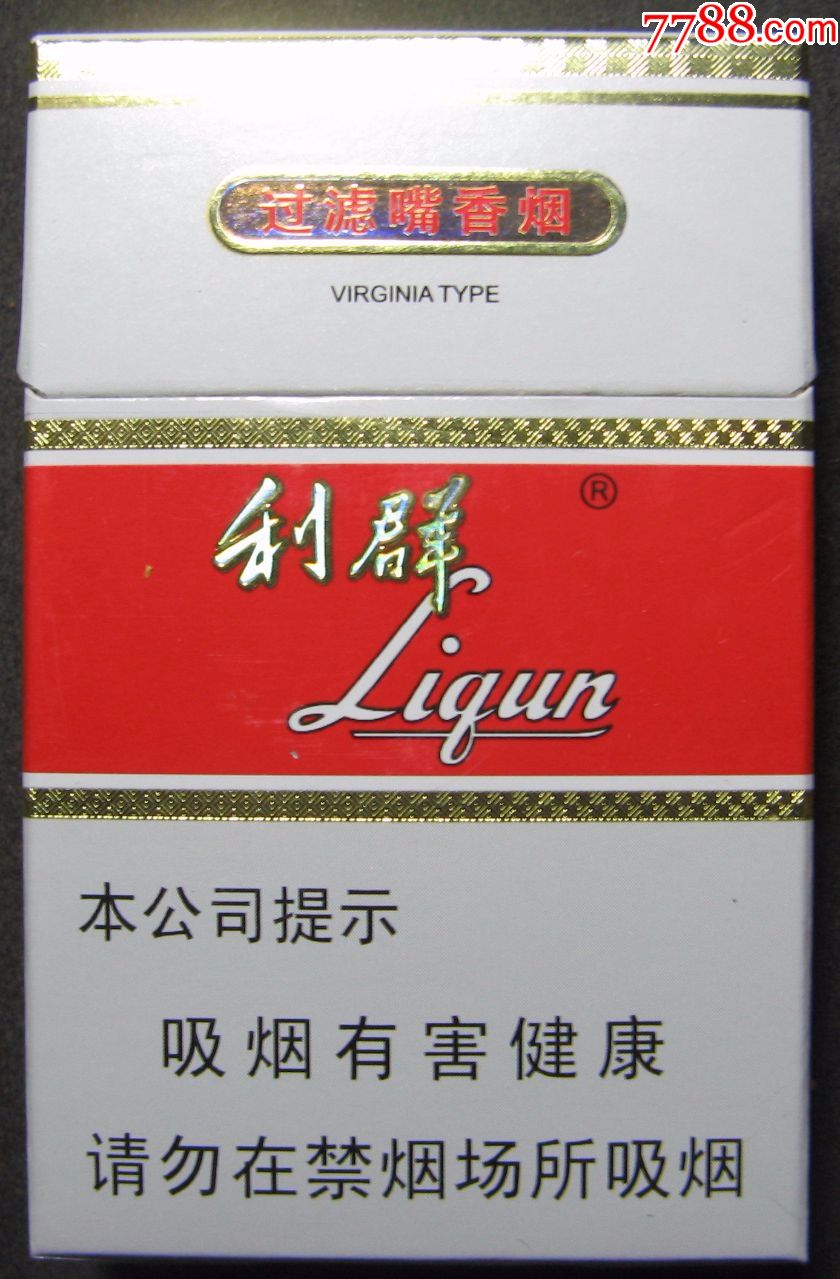 7788.com
过滤嘴香烟
VIRGINIA TYPE
利群
®
Liqun
本公司提示
吸烟有害健康
请勿在禁烟场所吸烟